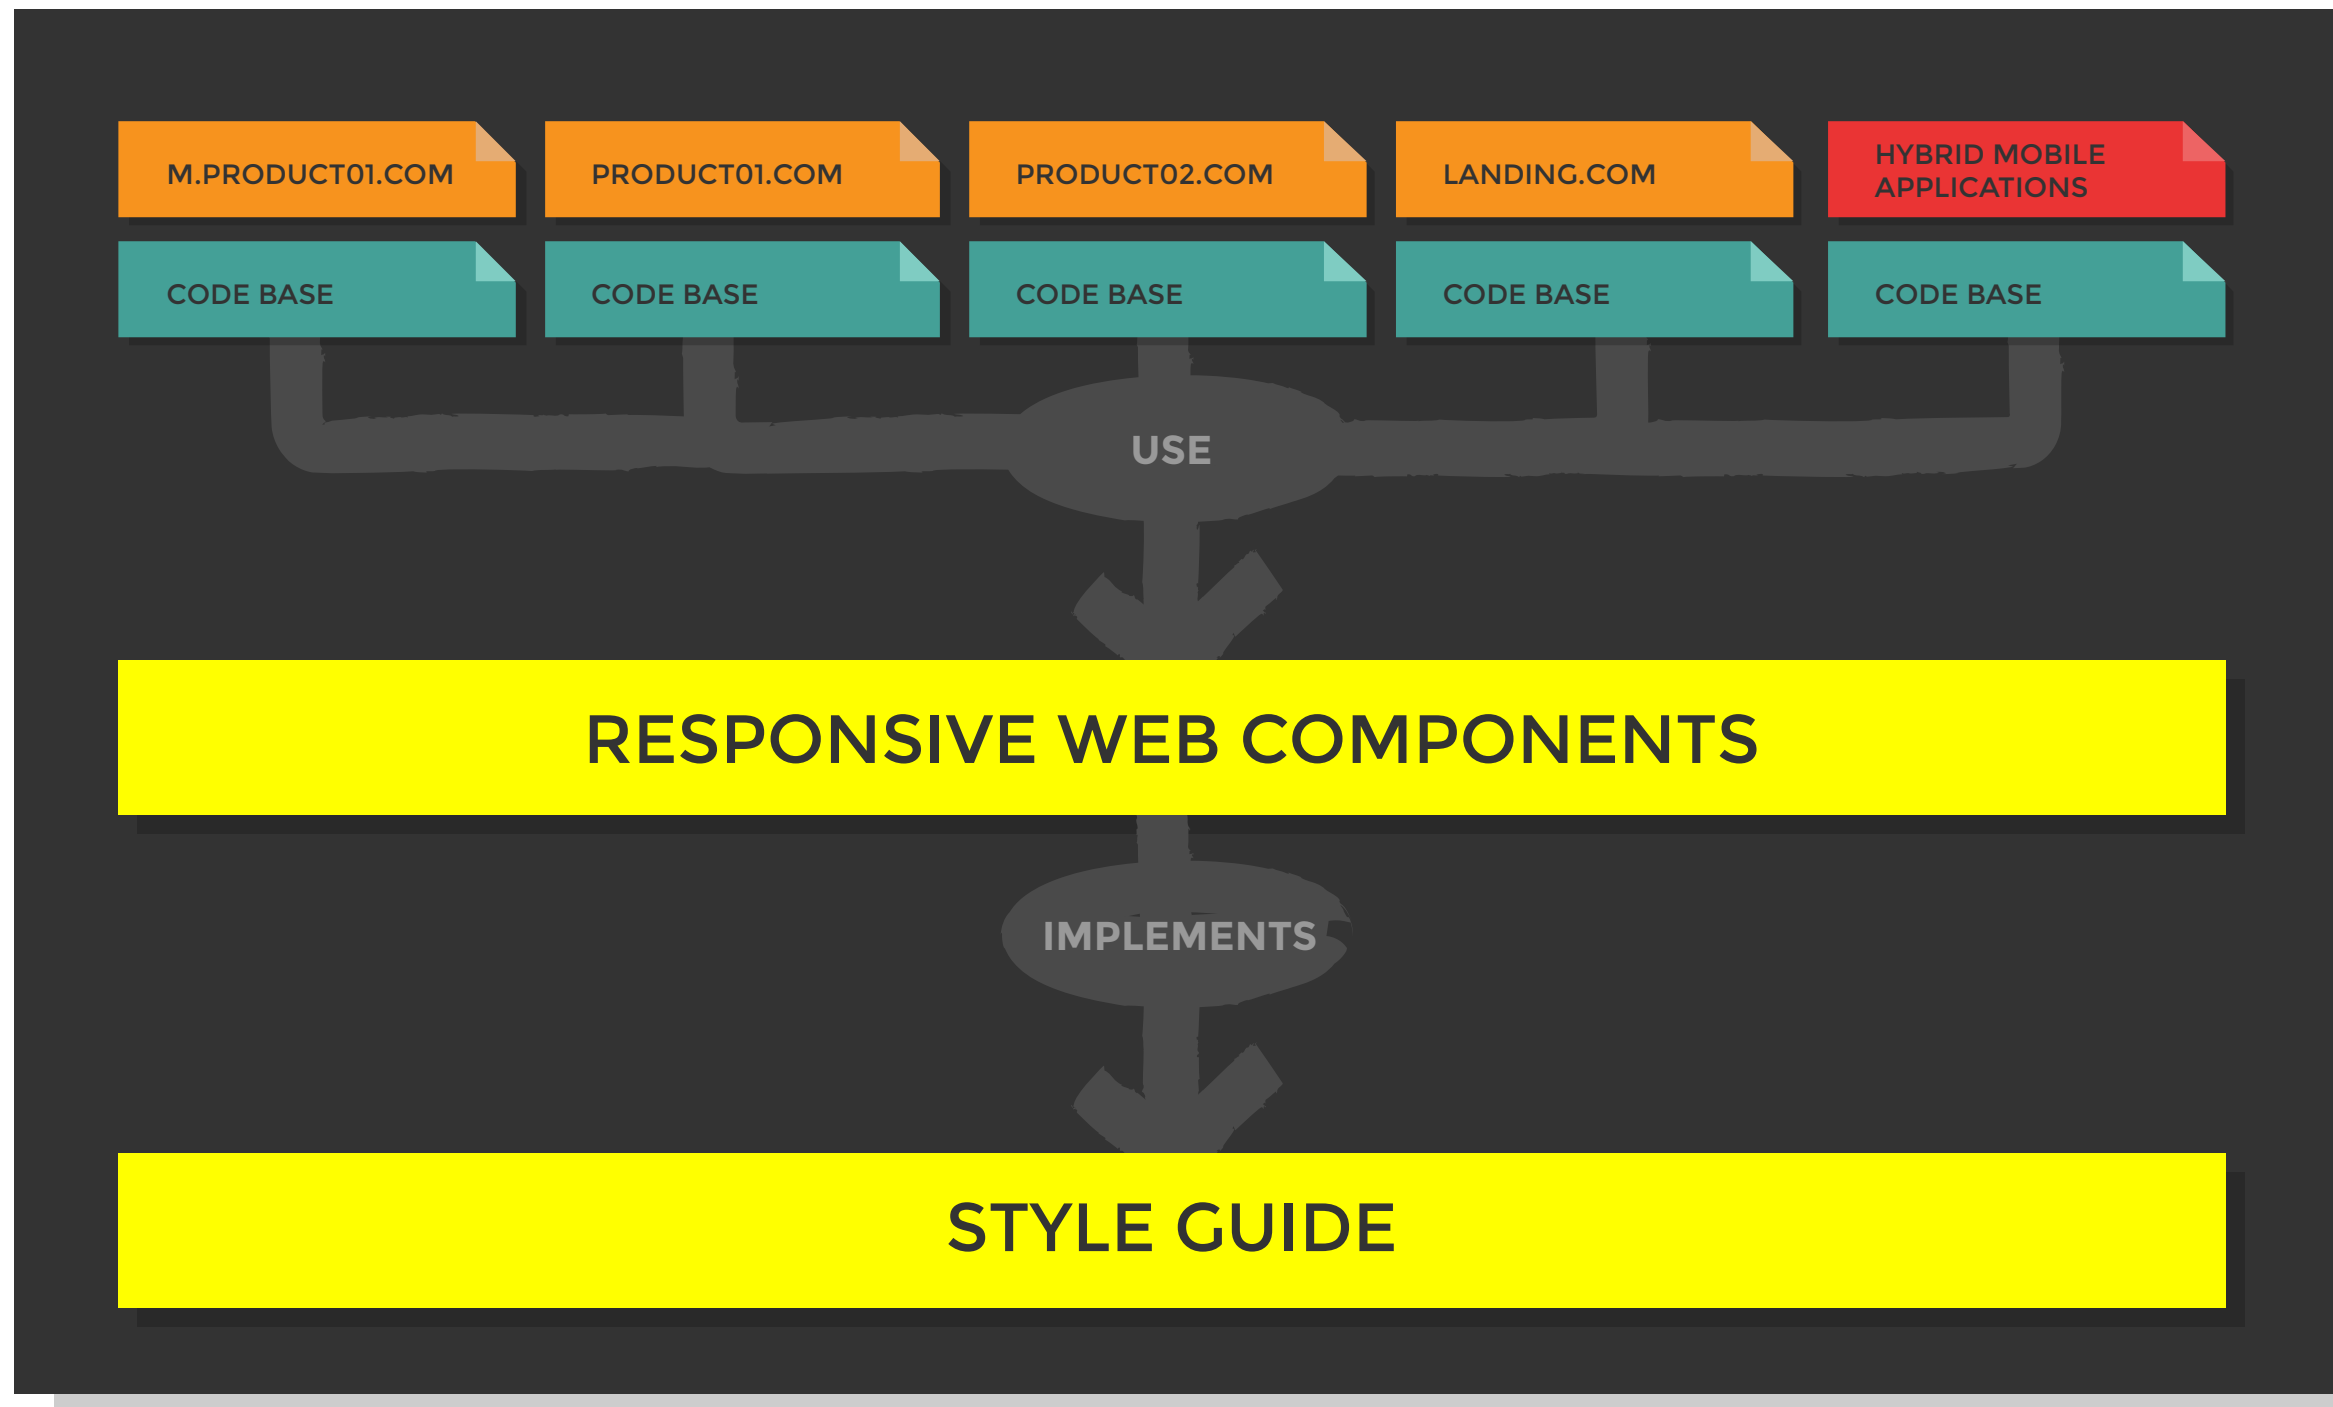 M.PRODUCT01.COM
PRODUCT01.COM
PRODUCT02.COM
LANDING.COM
HYBRID MOBILE
APPLICATIONS
CODE BASE
CODE BASE
CODE BASE
CODE BASE
CODE BASE
USE
RESPONSIVE WEB COMPONENTS
IMPLEMENTS
STYLE GUIDE